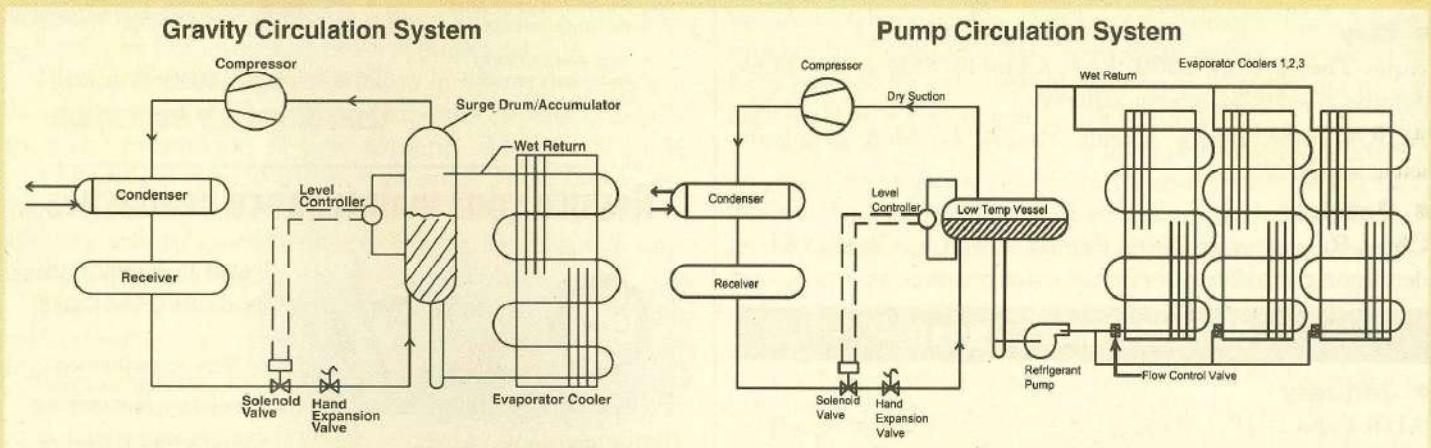 Gravity Circulation System
Compressor
Surge Drum/Accumulator
Wet Return
Condenser
Level
Controller
Receiver
Solenoid
Valve
Hand
Expansion
Valve
Evaporator Cooler
Pump Circulation System
Compressor
Evaporator Coolers 1,2,3
Wet Return
Dry Suction
Condenser
Level
Controller
Low Temp Vessel
Receiver
Refrigerant
Pump
Flow Control Valve
Solenoid
Valve
Hand
Expansion
Valve